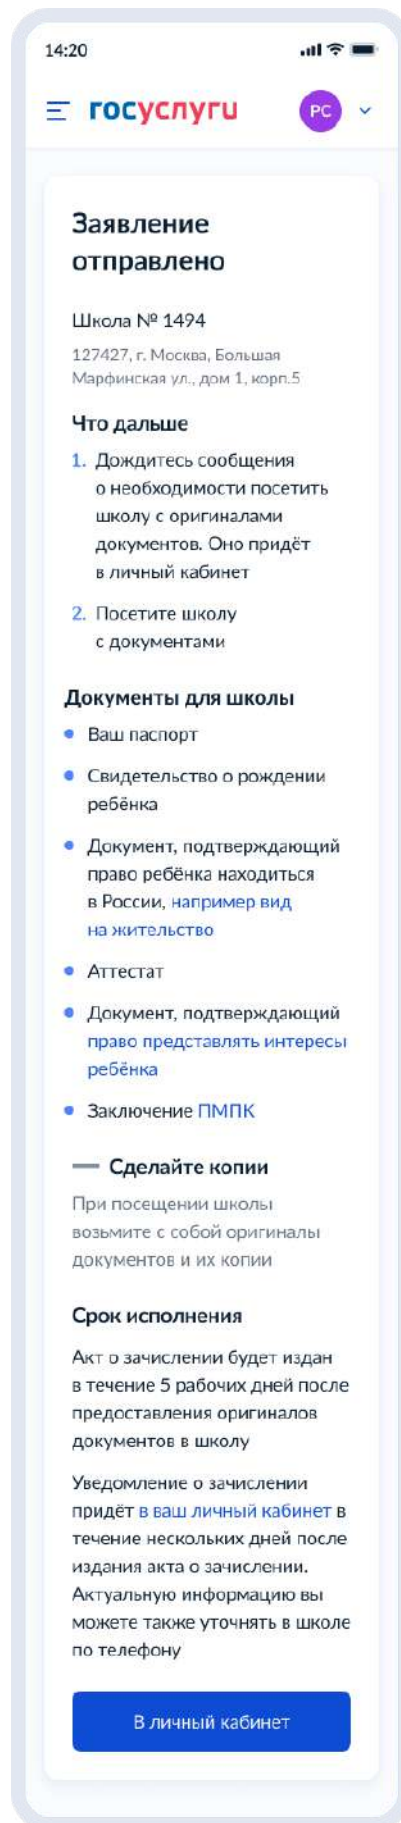 14:20
госуслуги
РС
Заявление
отправлено
Школа № 1494
127427, г. Москва, Большая
Марфинская ул., дом 1, корп.5
Что дальше
1. Дождитесь сообщения
о необходимости посетить
школу с оригиналами
документов. Оно придёт
в личный кабинет
2. Посетите школу
с документами
Документы для школы
Ваш паспорт
Свидетельство о рождении
ребёнка
Документ, подтверждающий
право ребёнка находиться
в России, например вид
на жительство
Аттестат
Документ, подтверждающий
право представлять интересы
ребёнка
Заключение ПМПК
— Сделайте копии
При посещении школы
возьмите с собой оригиналы
документов и их копии
Срок исполнения
Акт о зачислении будет издан
в течение 5 рабочих дней после
предоставления оригиналов
документов в школу
Уведомление о зачислении
придёт в ваш личный кабинет в
течение нескольких дней после
издания акта о зачислении.
Актуальную информацию вы
можете также уточнять в школе
по телефону
В личный кабинет